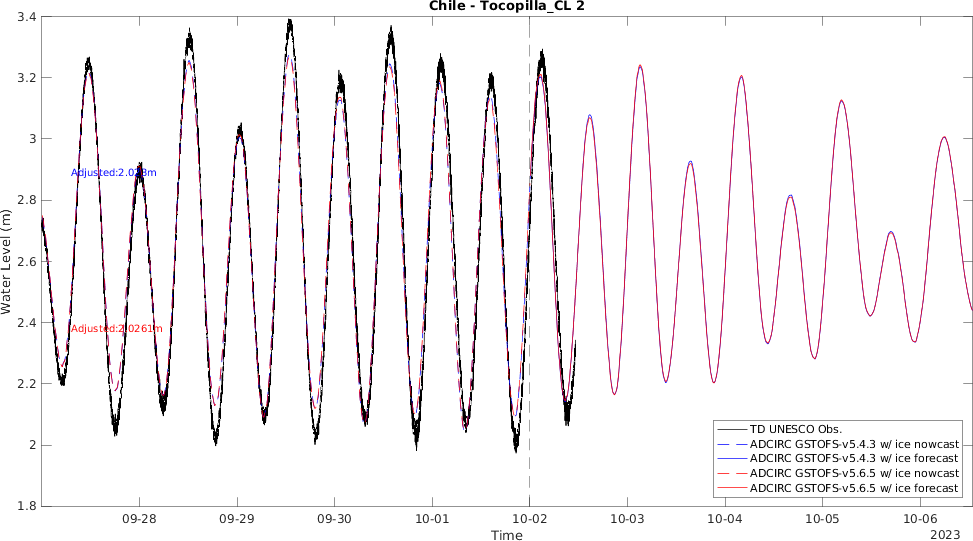 Chile - Tocopilla_CL 2
3.4
3.2
3
2.8
2.6
2.4
2.2
2
1.8
Water Level (m)
Adjusted:2.0261m
TD UNESCO Obs.
ADCIRC GSTOFS-v5.4.3 w/ ice nowcast
ADCIRC GSTOFS-v5.4.3 w/ ice forecast
ADCIRC GSTOFS-v5.6.5 w/ ice nowcast
ADCIRC GSTOFS-v5.6.5 w/ ice forecast
09-28 09-29 09-30 10-01 10-02 10-03 10-04 10-05 10-06
Time 2023